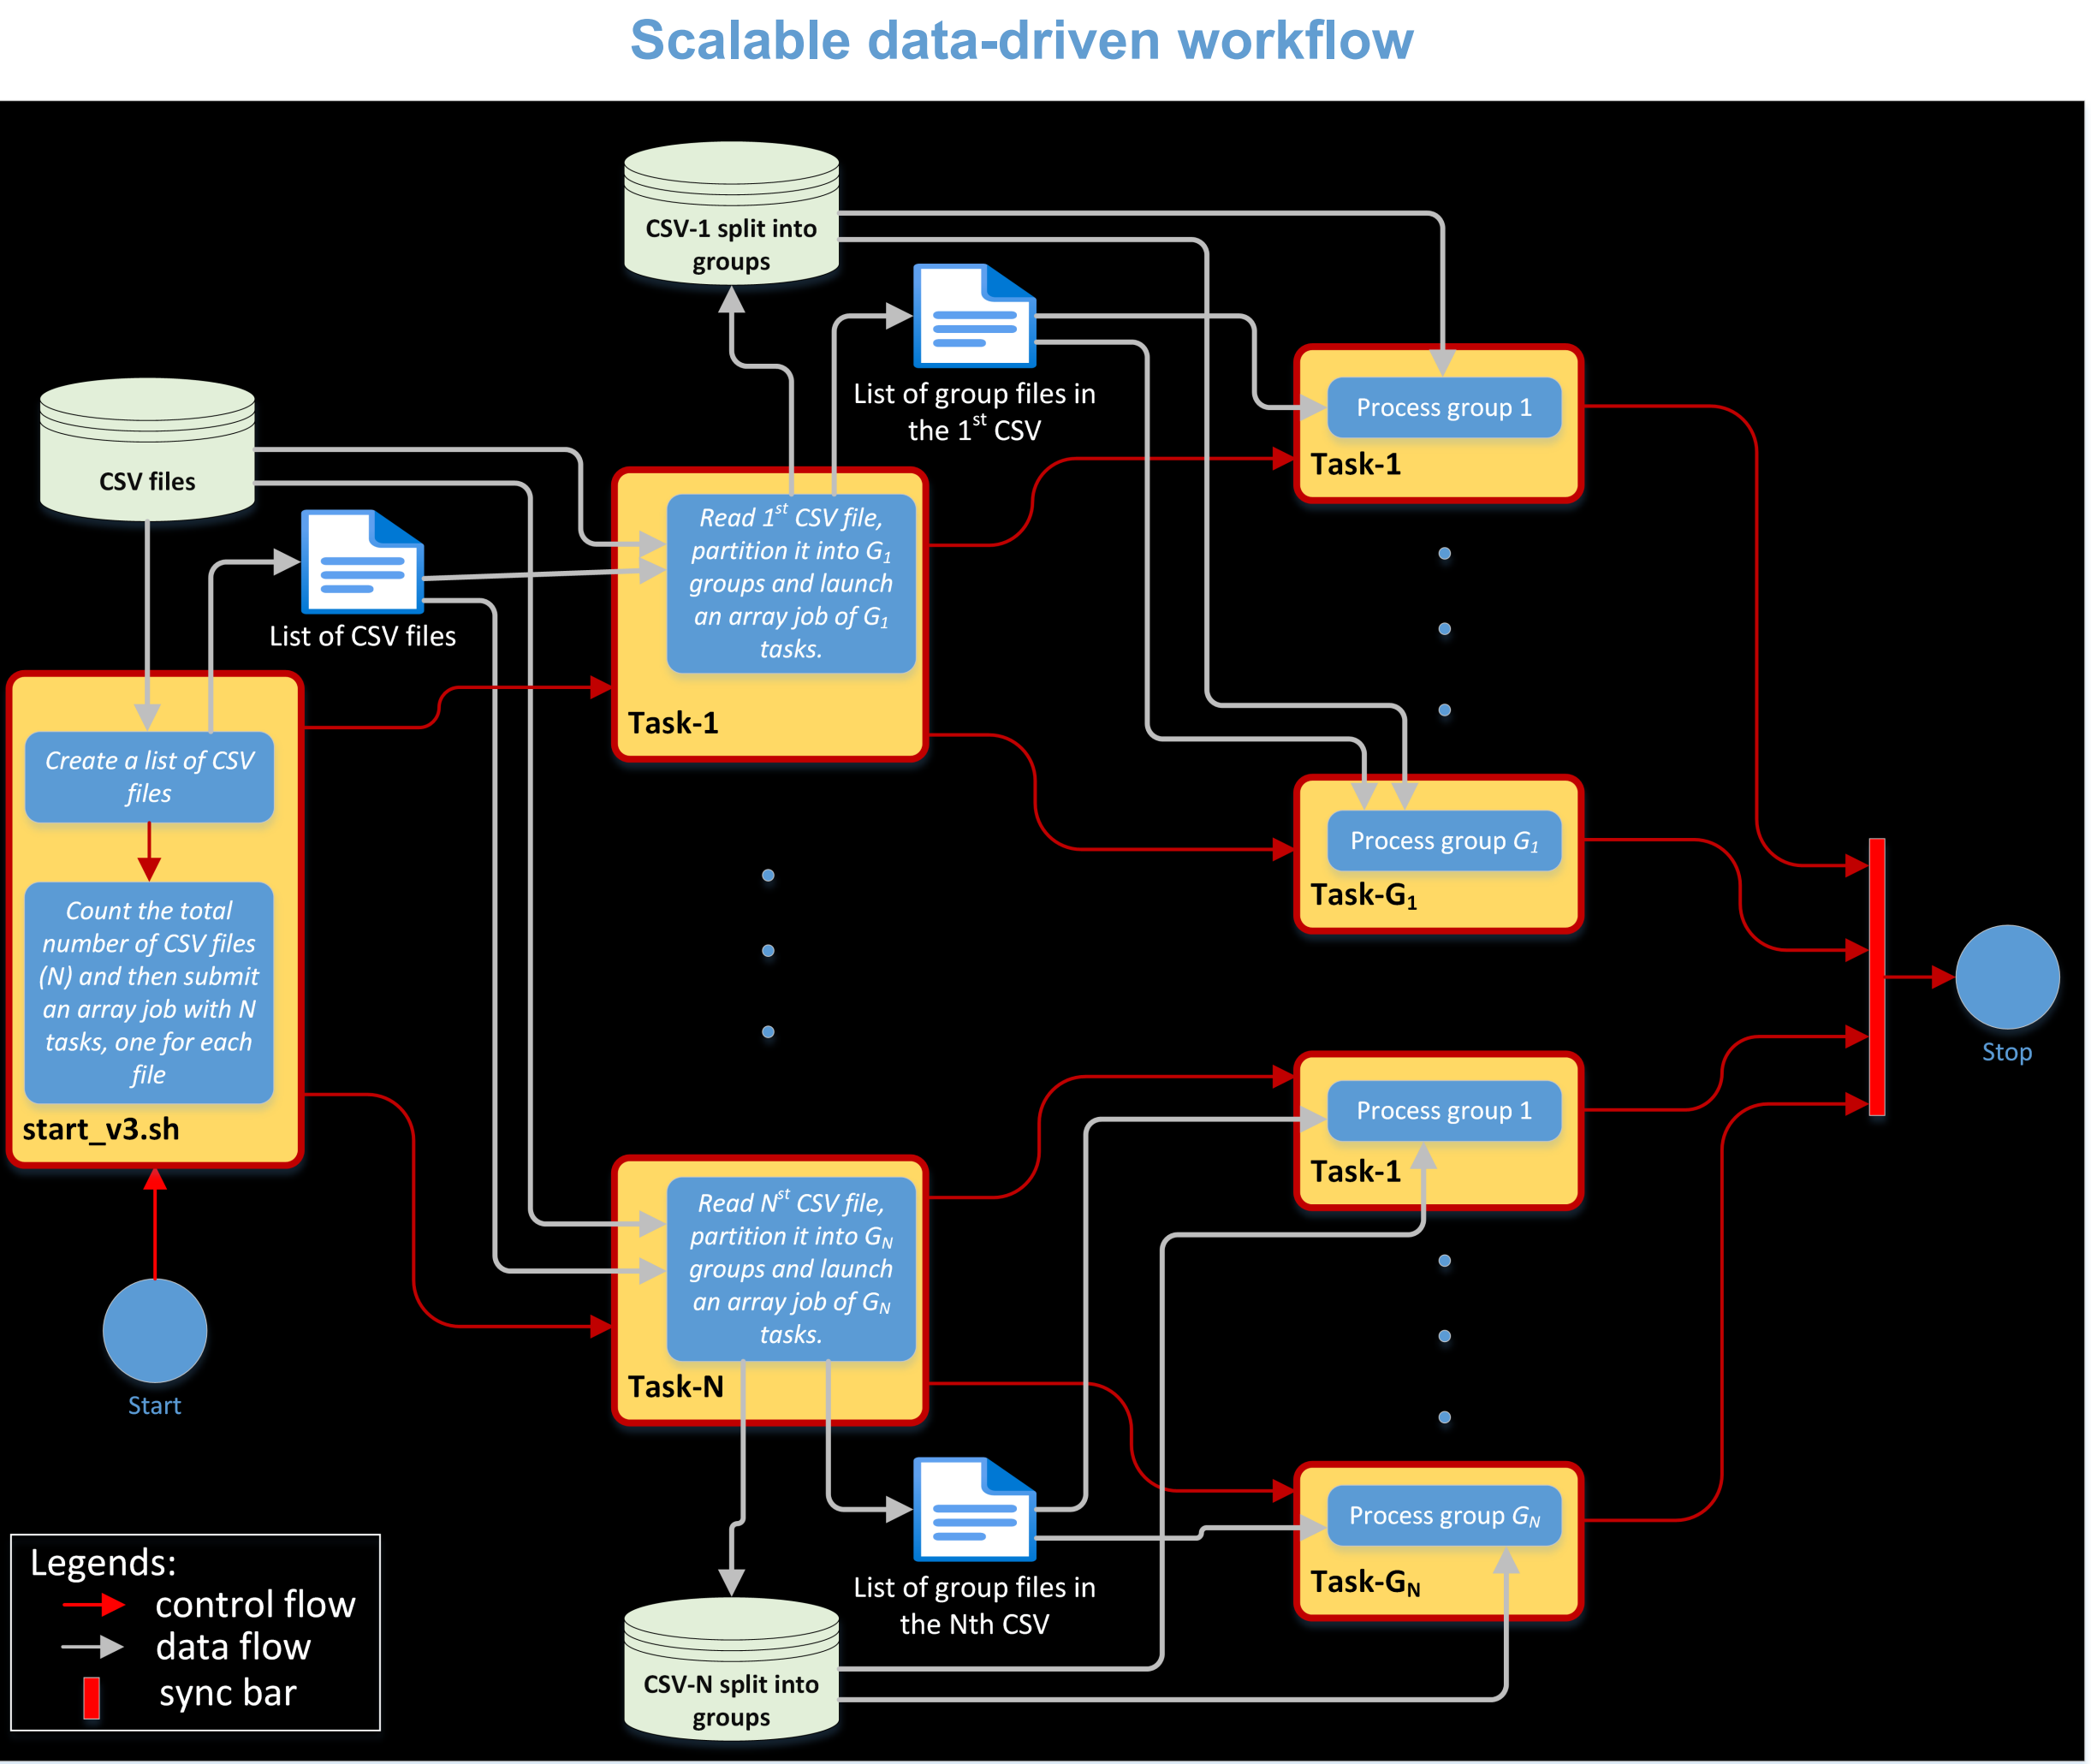 Scalable data-driven workflow
CSV-1 split into
groups
List of group files in
the 1st CSV
Process group 1
Task-1
CSV files
List of CSV files
Read 1st CSV file,
partition it into G1
groups and launch
an array job of G1
tasks.
Task-1
Create a list of CSV
files
Count the total
number of CSV files
(N) and then submit
an array job with N
tasks, one for each
file
start_v3.sh
Process group G1
Task-G1
Stop
Process group 1
Task-1
Read Nst CSV file,
partition it into GN
groups and launch
an array job of GN
tasks.
Task-N
Start
Process group GN
Task-GN
List of group files in
the Nth CSV
CSV-N split into
groups
Legends:
control flow
data flow
sync bar